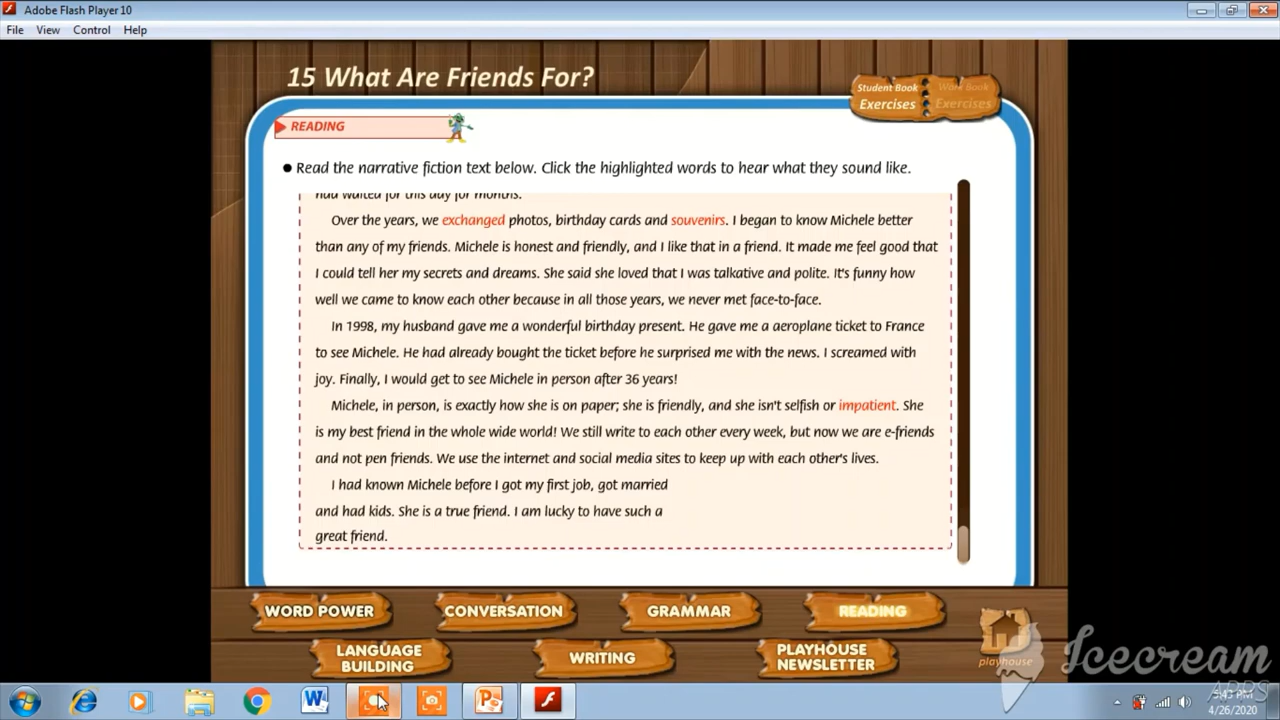 Adobe Flash Player 10
File View Control Help
15 What Are Friends For?
Student Book
Exercises
Work Book
Exercises
READING
Read the narrative fiction text below. Click the highlighted words to hear what they sound like.
had waited for this day for months.
Over the years, we exchanged photos, birthday cards and souvenirs. I began to know Michele better
than any of my friends. Michele is honest and friendly, and I like that in a friend. It made me feel good that
I could tell her my secrets and dreams. She said she loved that I was talkative and polite. It's funny how
well we came to know each other because in all those years, we never met face-to-face.
In 1998, my husband gave me a wonderful birthday present. He gave me a aeroplane ticket to France
to see Michele. He had already bought the ticket before he surprised me with the news. I screamed with
joy. Finally, I would get to see Michele in person after 36 years!
Michele, in person, is exactly how she is on paper; she is friendly, and she isn't selfish or impatient. She
is my best friend in the whole wide world! We still write to each other every week, but now we are e-friends
and not pen friends. We use the internet and social media sites to keep up with each other's lives.
I had known Michele before I got my first job, got married
and had kids. She is a true friend. I am lucky to have such a
great friend.
WORD POWER
CONVERSATION
GRAMMAR
READING
LANGUAGE
BUILDING
WRITING
PLAYHOUSE
NEWSLETTER
playhouse
Icecream
APPS
5:43 PM
4/26/2020